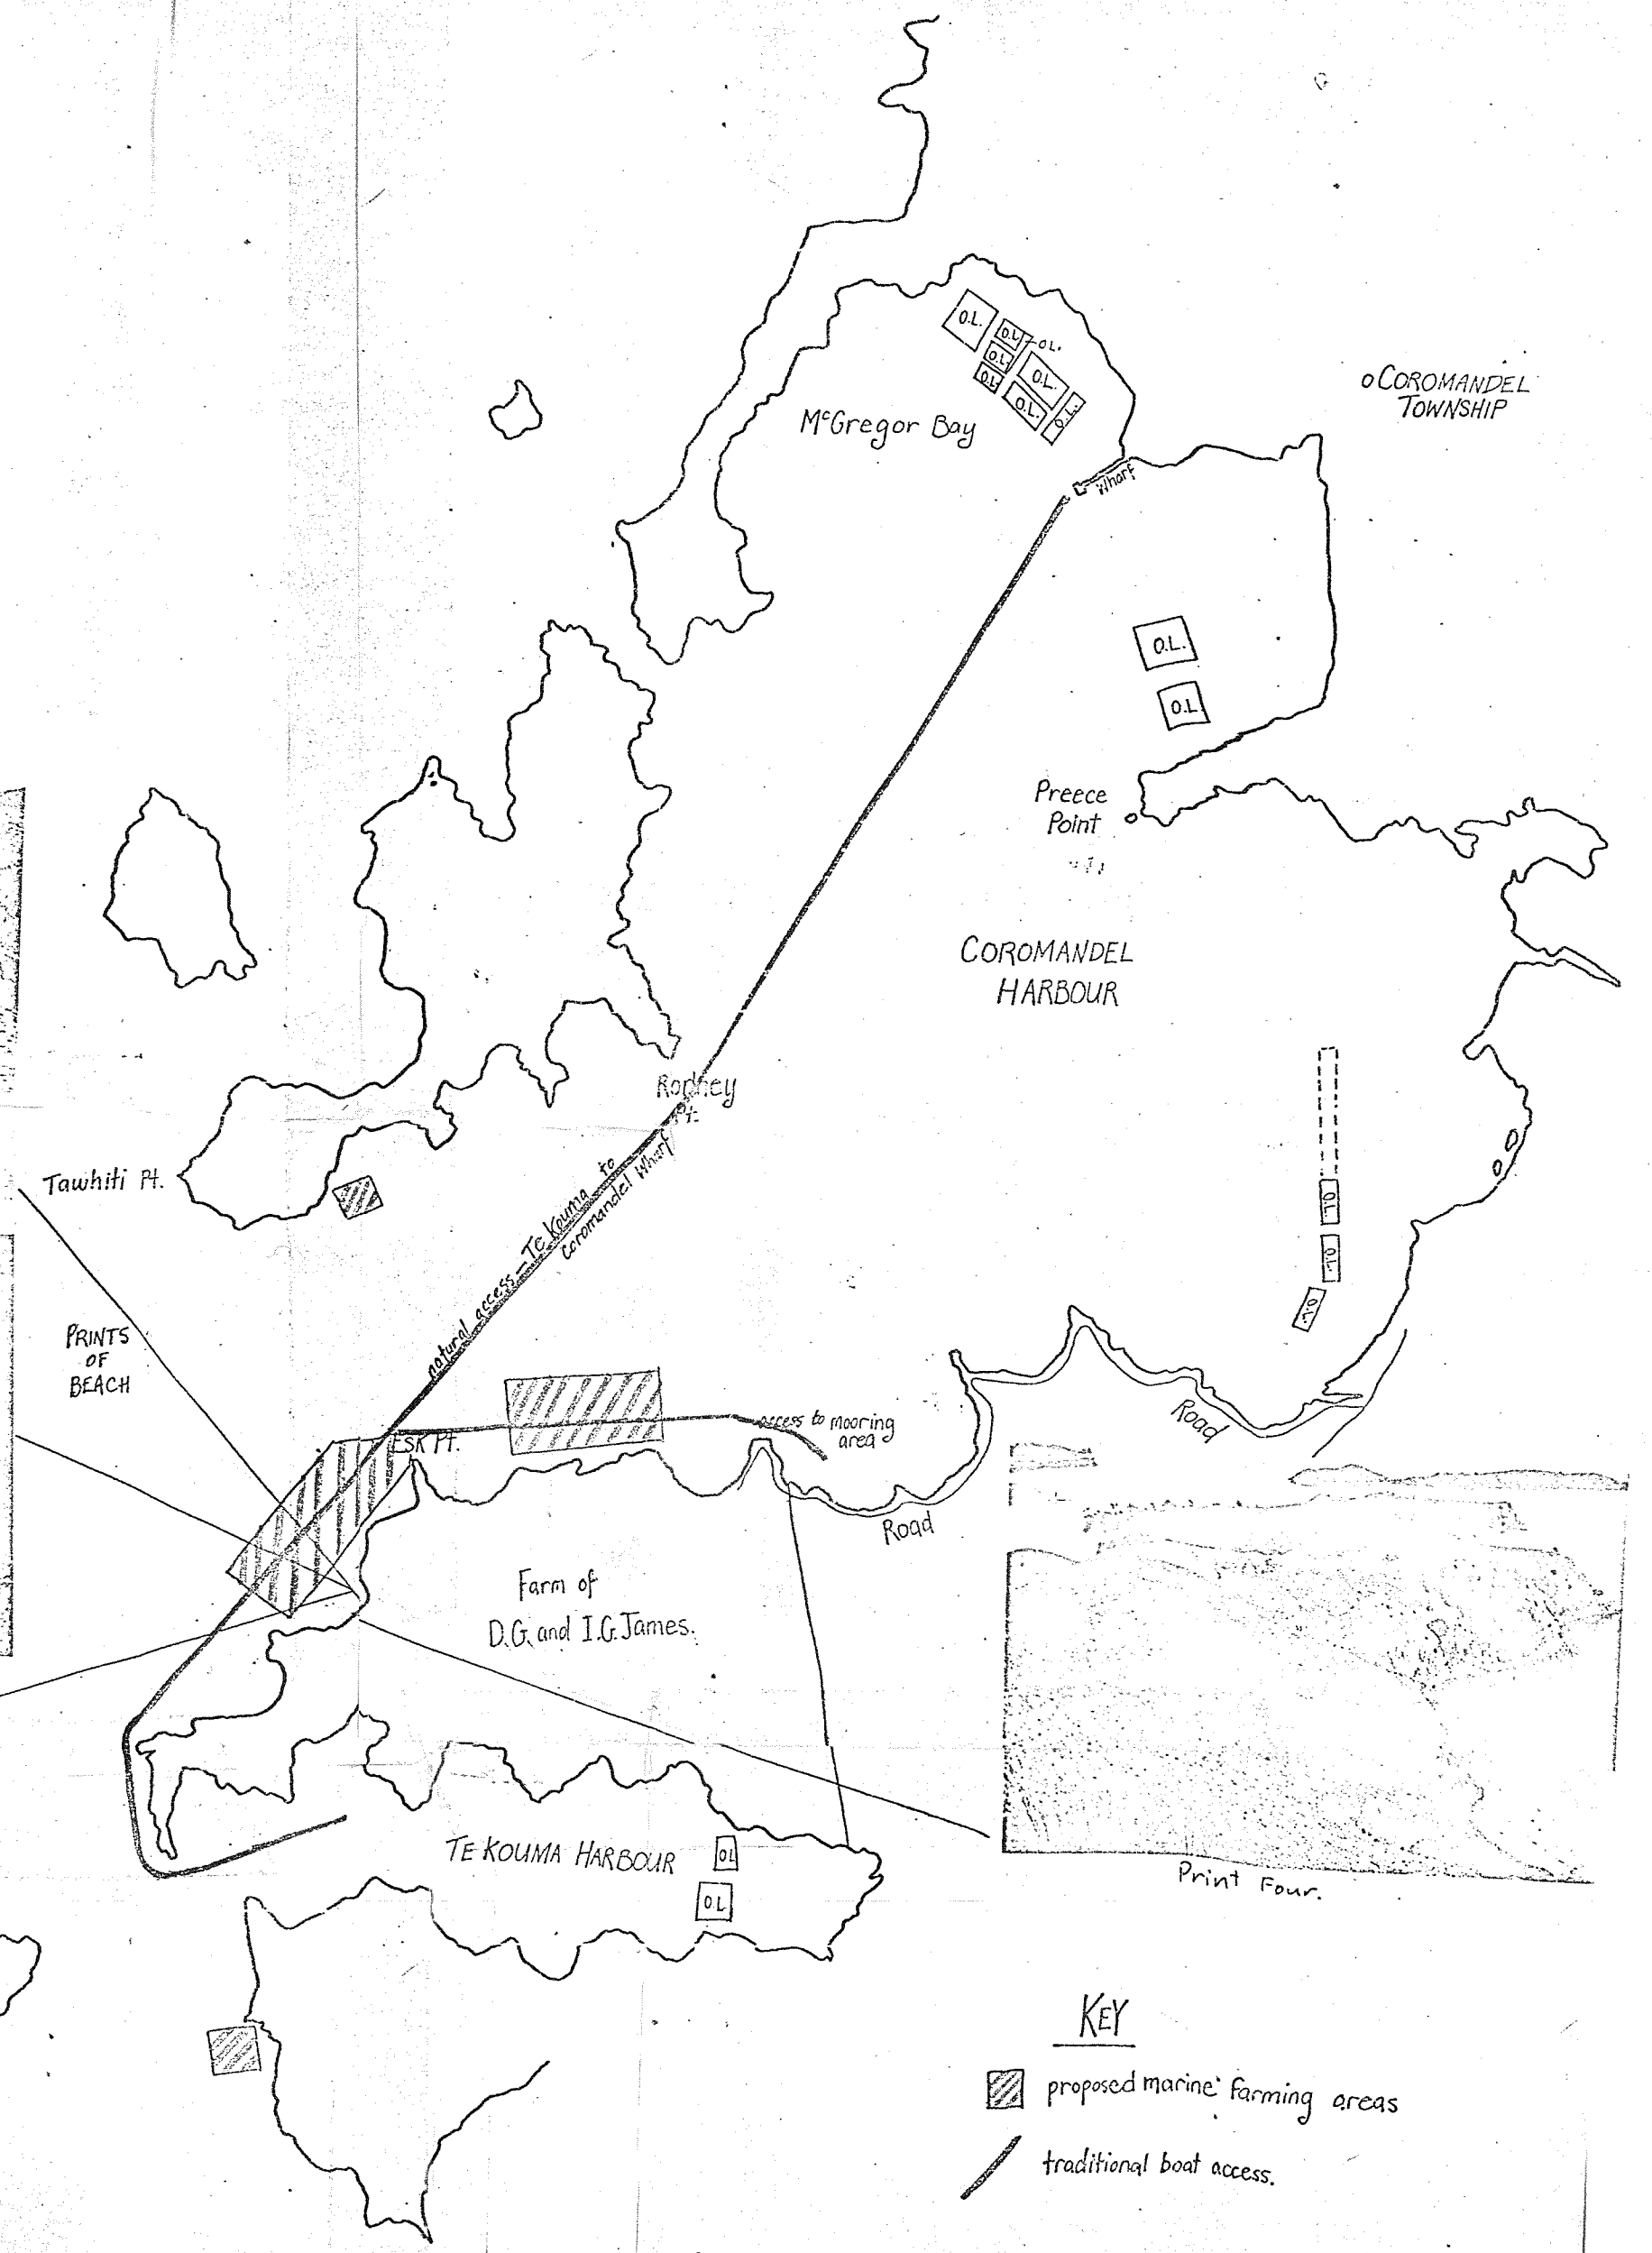 O.L.
O.L.
O.L.
O.L.
O.L.
O.L.
O.L.
O.L.
McGregor Bay
o COROMANDEL
TOWNSHIP
Wharf
O.L.
O.L.
Preece
Point
COROMANDEL
HARBOUR
Rodney
Pt.
Tawhiti Pt.
natural access – Te Kouma to
Coromandel Wharf
O.L.
O.L.
O.L.
PRINTS
OF
BEACH
ESK Pt.
access to mooring
area
Road
Road
Farm of
D.G. and I.G. James.
TE KOUMA HARBOUR
OL
O.L
Print Four.
KEY
proposed marine farming areas
traditional boat access.